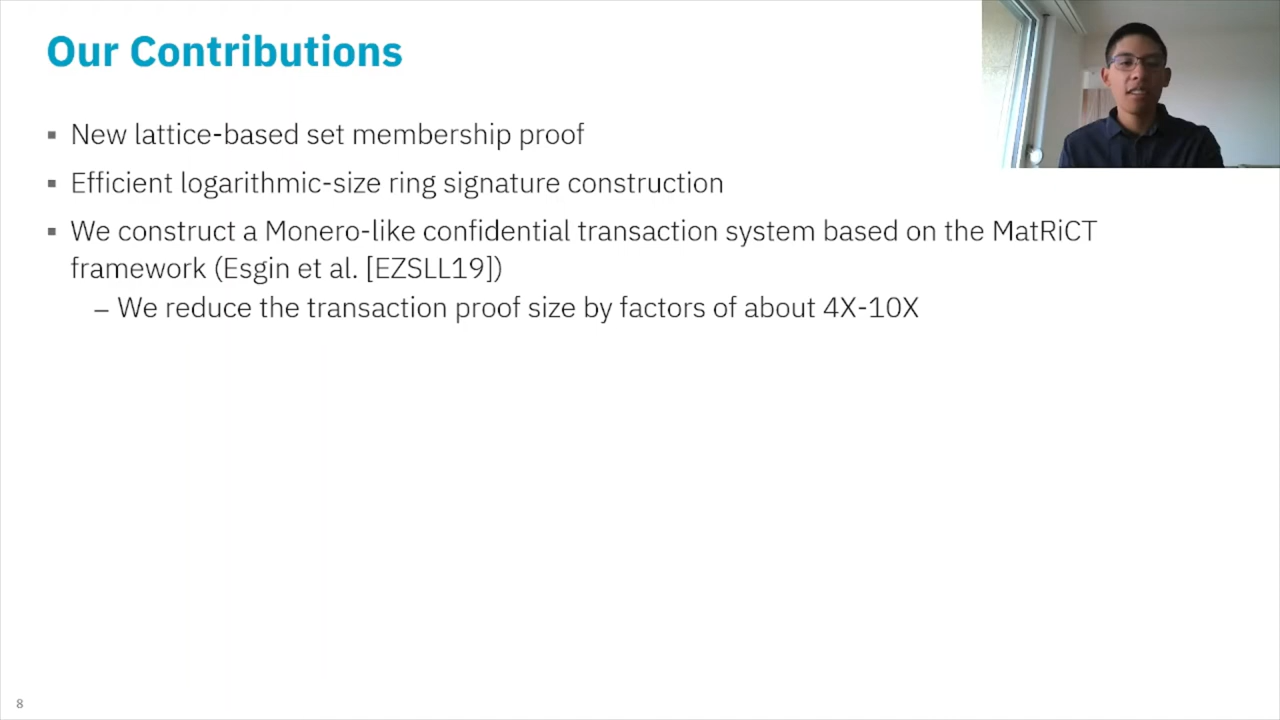 Our Contributions
▪ New lattice-based set membership proof
▪ Efficient logarithmic-size ring signature construction
▪ We construct a Monero-like confidential transaction system based on the MatRiCT
framework (Esgin et al. [EZSLL19])
– We reduce the transaction proof size by factors of about 4X-10X
8